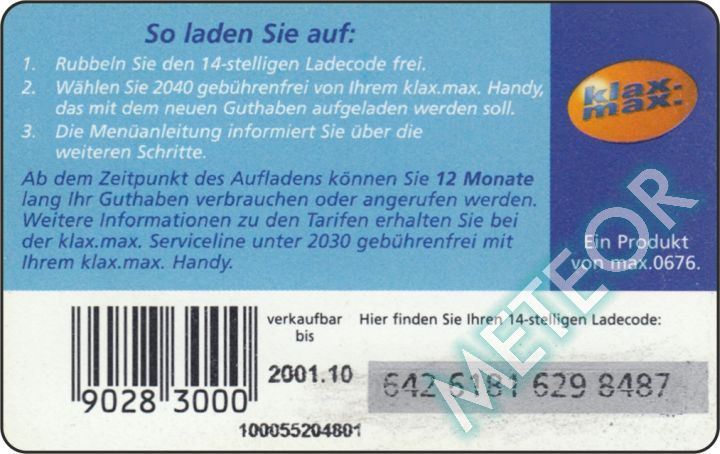 So laden Sie auf:
1. Rubbeln Sie den 14-stelligen Ladecode frei.
2. Wählen Sie 2040 gebührenfrei von Ihrem klax.max. Handy,
das mit dem neuen Guthaben aufgeladen werden soll.
3. Die Menüanleitung informiert Sie über die
weiteren Schritte.
Ab dem Zeitpunkt des Aufladens können Sie 12 Monate
lang Ihr Guthaben verbrauchen oder angerufen werden.
Weitere Informationen zu den Tarifen erhalten Sie bei
der klax.max. Serviceline unter 2030 gebührenfrei mit
Ihrem klax.max. Handy.
klax.
max.
Ein Produkt
von max.0676.
METEOR
verkaufbar
bis
2001.10
Hier finden Sie Ihren 14-stelligen Ladecode:
642 6181 629 8487
9028 3000
100055204801